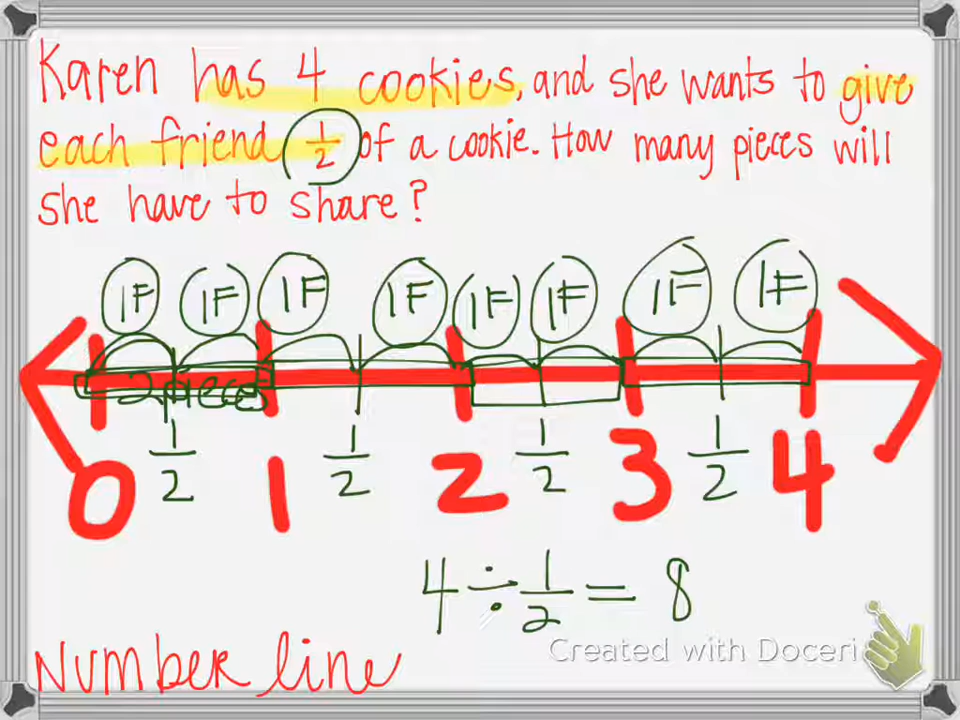 Karen has 4 cookies, and she wants to give
each friend 1/2 of a cookie. How many pieces will
she have to share?
1F 1F 1F 1F 1F 1F 1F 1F
2 pieces
1/2 1/2 1/2 1/2
0 1 2 3 4
4 ÷ 1/2 = 8
Created with Doceri
Number line